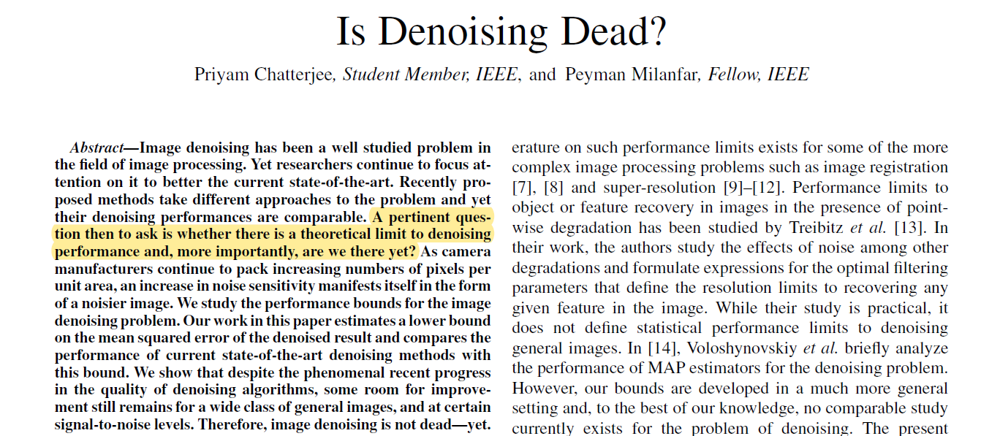 Is Denoising Dead?
Priyam Chatterjee, Student Member, IEEE, and Peyman Milanfar, Fellow, IEEE
Abstract—Image denoising has been a well studied problem in
the field of image processing. Yet researchers continue to focus at-
tention on it to better the current state-of-the-art. Recently pro-
posed methods take different approaches to the problem and yet
their denoising performances are comparable. A pertinent ques-
tion then to ask is whether there is a theoretical limit to denoising
performance and, more importantly, are we there yet? As camera
manufacturers continue to pack increasing numbers of pixels per
unit area, an increase in noise sensitivity manifests itself in the form
of a noisier image. We study the performance bounds for the image
denoising problem. Our work in this paper estimates a lower bound
on the mean squared error of the denoised result and compares the
performance of current state-of-the-art denoising methods with
this bound. We show that despite the phenomenal recent progress
in the quality of denoising algorithms, some room for improve-
ment still remains for a wide class of general images, and at certain
signal-to-noise levels. Therefore, image denoising is not dead—yet.
erature on such performance limits exists for some of the more
complex image processing problems such as image registration
[7], [8] and super-resolution [9]–[12]. Performance limits to
object or feature recovery in images in the presence of point-
wise degradation has been studied by Treibitz et al. [13]. In
their work, the authors study the effects of noise among other
degradations and formulate expressions for the optimal filtering
parameters that define the resolution limits to recovering any
given feature in the image. While their study is practical, it
does not define statistical performance limits to denoising
general images. In [14], Voloshynovskiy et al. briefly analyze
the performance of MAP estimators for the denoising problem.
However, our bounds are developed in a much more general
setting and, to the best of our knowledge, no comparable study
currently exists for the problem of denoising. The present